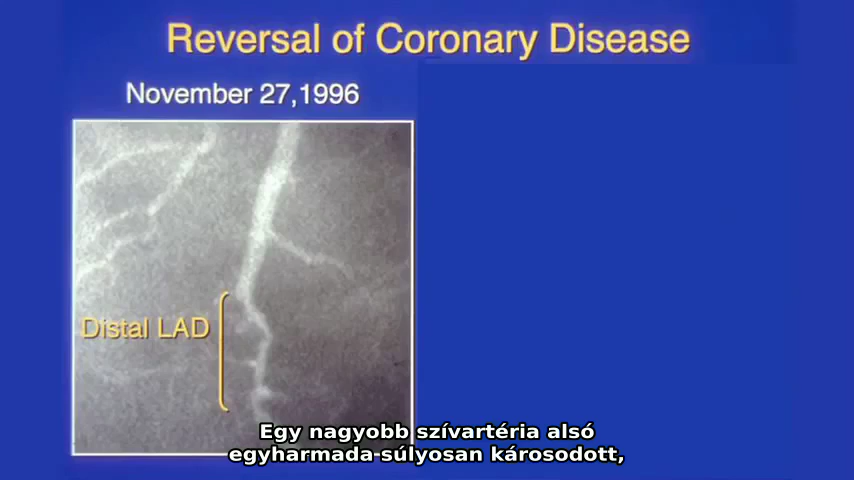 Reversal of Coronary Disease
November 27,1996
Distal LAD
Egy nagyobb szívartéria alsó
egyharmada súlyosan károsodott,